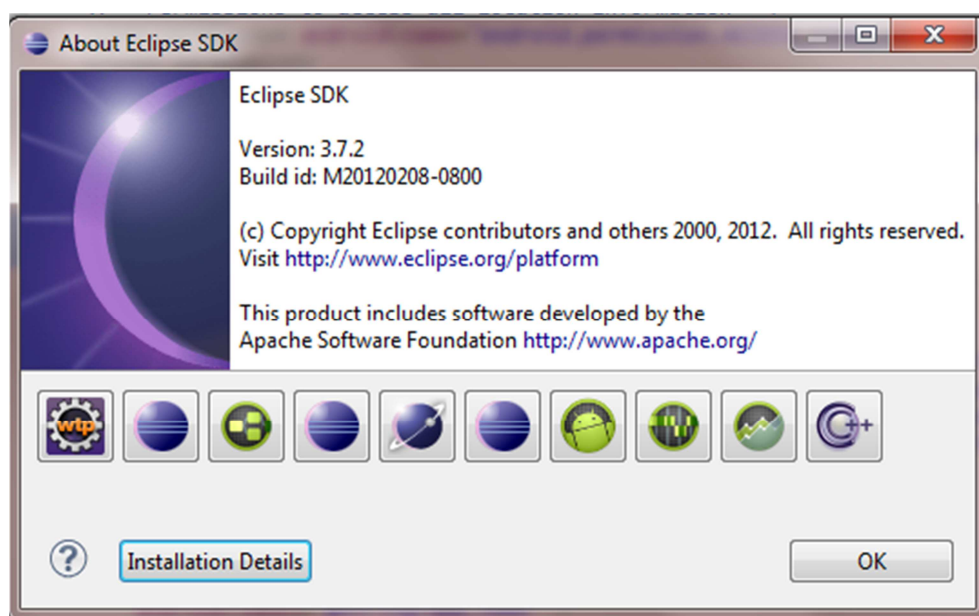 About Eclipse SDK
Eclipse SDK
Version: 3.7.2
Build id: M20120208-0800
(c) Copyright Eclipse contributors and others 2000, 2012.  All rights reserved.
Visit http://www.eclipse.org/platform
This product includes software developed by the
Apache Software Foundation http://www.apache.org/
wtp
C++
?
Installation Details
OK